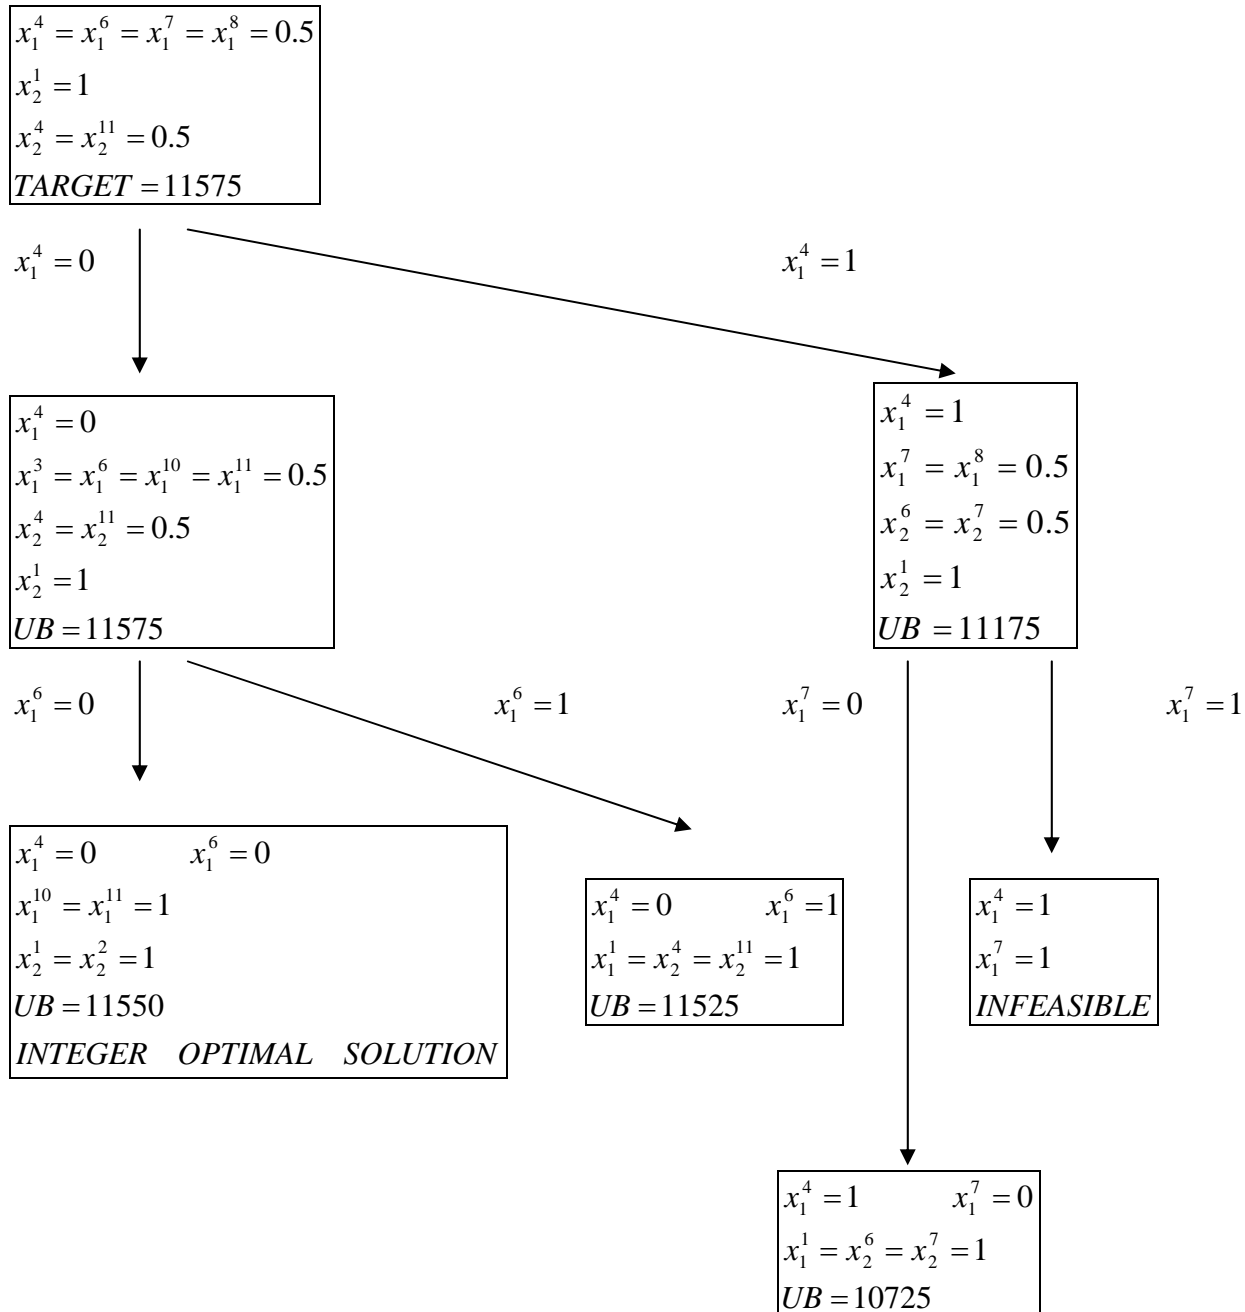 x_1^4 = x_1^6 = x_1^7 = x_1^8 = 0.5
x_2^1 = 1
x_2^4 = x_2^{11} = 0.5
TARGET = 11575
x_1^4 = 0
x_1^4 = 1
x_1^4 = 0
x_1^3 = x_1^6 = x_1^{10} = x_1^{11} = 0.5
x_2^4 = x_2^{11} = 0.5
x_2^1 = 1
UB = 11575
x_1^4 = 1
x_1^7 = x_1^8 = 0.5
x_2^6 = x_2^7 = 0.5
x_2^1 = 1
UB = 11175
x_1^6 = 0
x_1^6 = 1
x_1^7 = 0
x_1^7 = 1
x_1^4 = 0 x_1^6 = 0
x_1^{10} = x_1^{11} = 1
x_2^1 = x_2^2 = 1
UB = 11550
INTEGER OPTIMAL SOLUTION
x_1^4 = 0 x_1^6 = 1
x_1^1 = x_2^4 = x_2^{11} = 1
UB = 11525
x_1^4 = 1
x_1^7 = 1
INFEASIBLE
x_1^4 = 1 x_1^7 = 0
x_1^1 = x_2^6 = x_2^7 = 1
UB = 10725